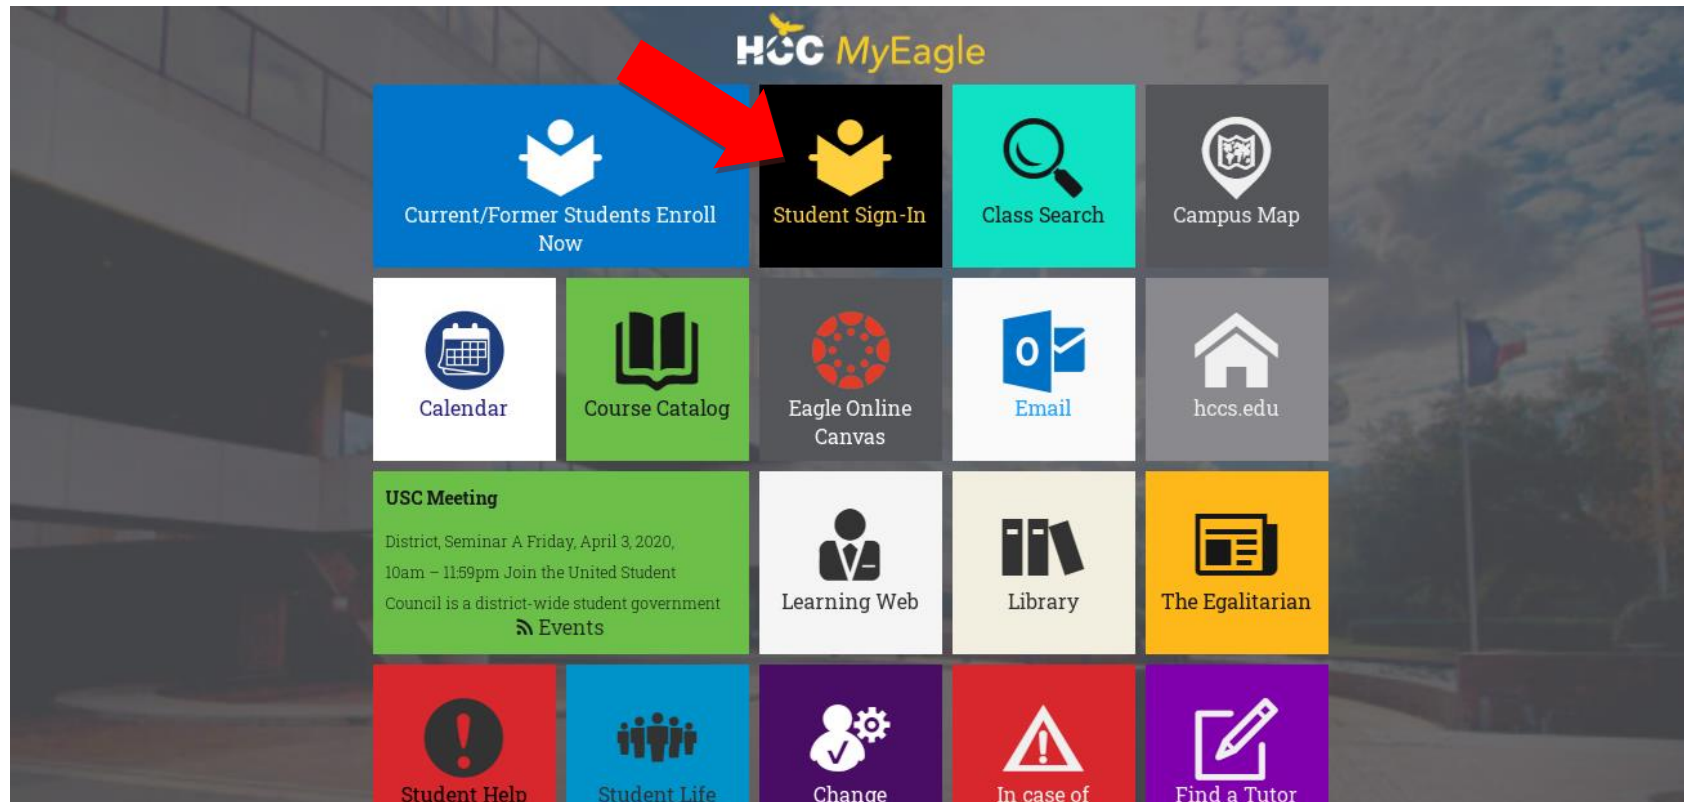 HCC MyEagle
Current/Former Students Enroll
Now
Student Sign-In
Class Search
Campus Map
Calendar
Course Catalog
Eagle Online
Canvas
Email
hccs.edu
USC Meeting
District, Seminar A Friday, April 3, 2020,
10am – 11:59pm Join the United Student
Council is a district-wide student government
Events
Learning Web
Library
The Egalitarian
Student Help
Student Life
Change
In case of
Find a Tutor